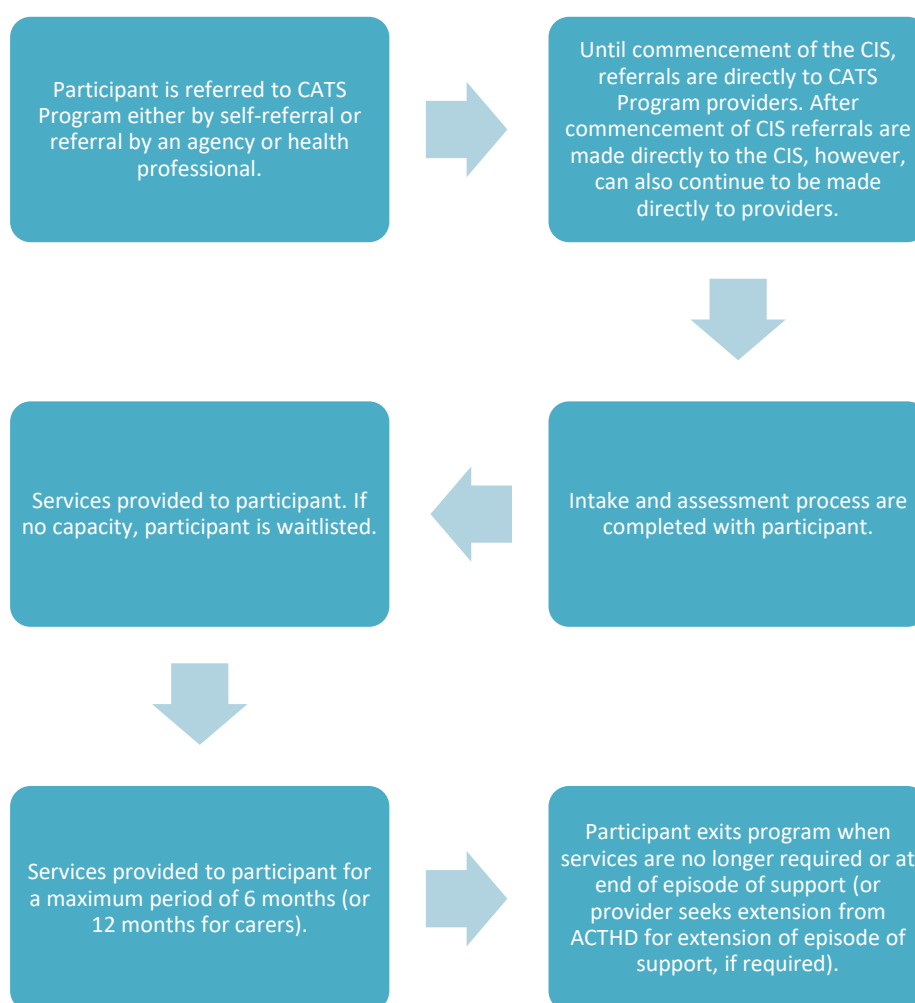 Participant is referred to CATS
Program either by self-referral or
referral by an agency or health
professional.
Until commencement of the CIS,
referrals are directly to CATS
Program providers. After
commencement of CIS referrals are
made directly to the CIS, however,
can also continue to be made
directly to providers.
Intake and assessment process are
completed with participant.
Services provided to participant. If
no capacity, participant is waitlisted.
Services provided to participant for
a maximum period of 6 months (or
12 months for carers).
Participant exits program when
services are no longer required or at
end of episode of support (or
provider seeks extension from
ACTHD for extension of episode of
support, if required).